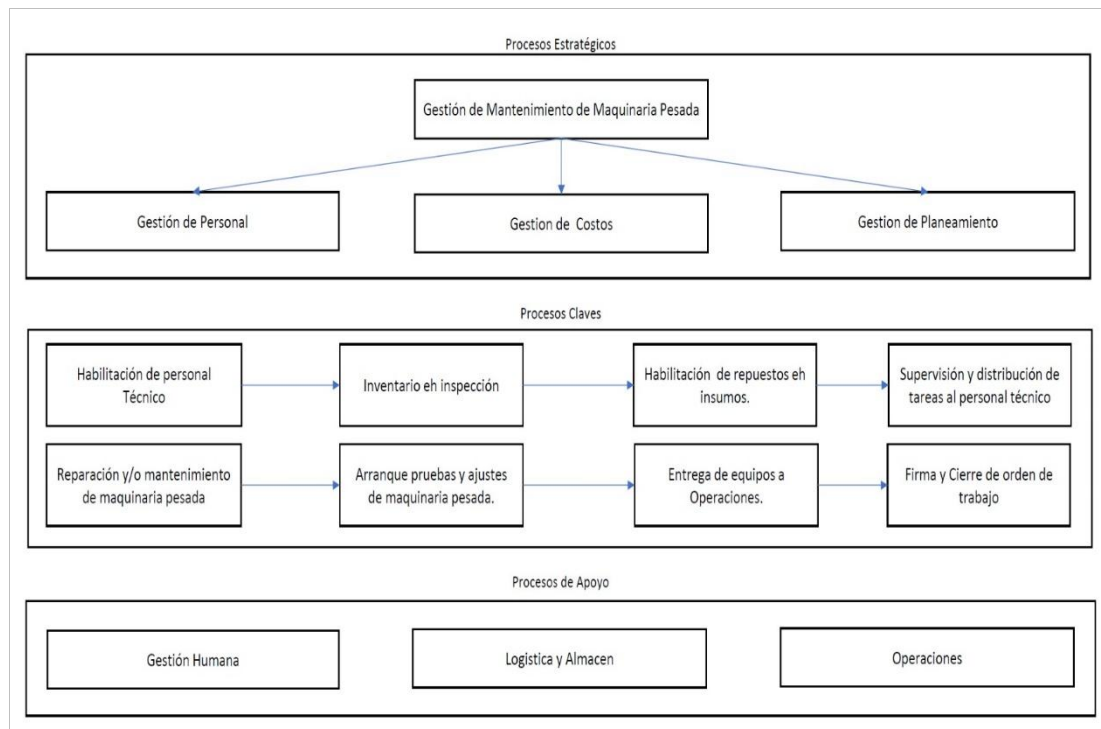 Procesos Estratégicos
Gestión de Mantenimiento de Maquinaria Pesada
Gestión de Personal
Gestion de Costos
Gestion de Planeamiento
Procesos Claves
Habilitación de personal
Técnico
Inventario eh inspección
Habilitación de repuestos eh
insumos.
Supervisión y distribución de
tareas al personal técnico
Reparación y/o mantenimiento
de maquinaria pesada
Arranque pruebas y ajustes
de maquinaria pesada.
Entrega de equipos a
Operaciones.
Firma y Cierre de orden de
trabajo
Procesos de Apoyo
Gestión Humana
Logistica y Almacen
Operaciones